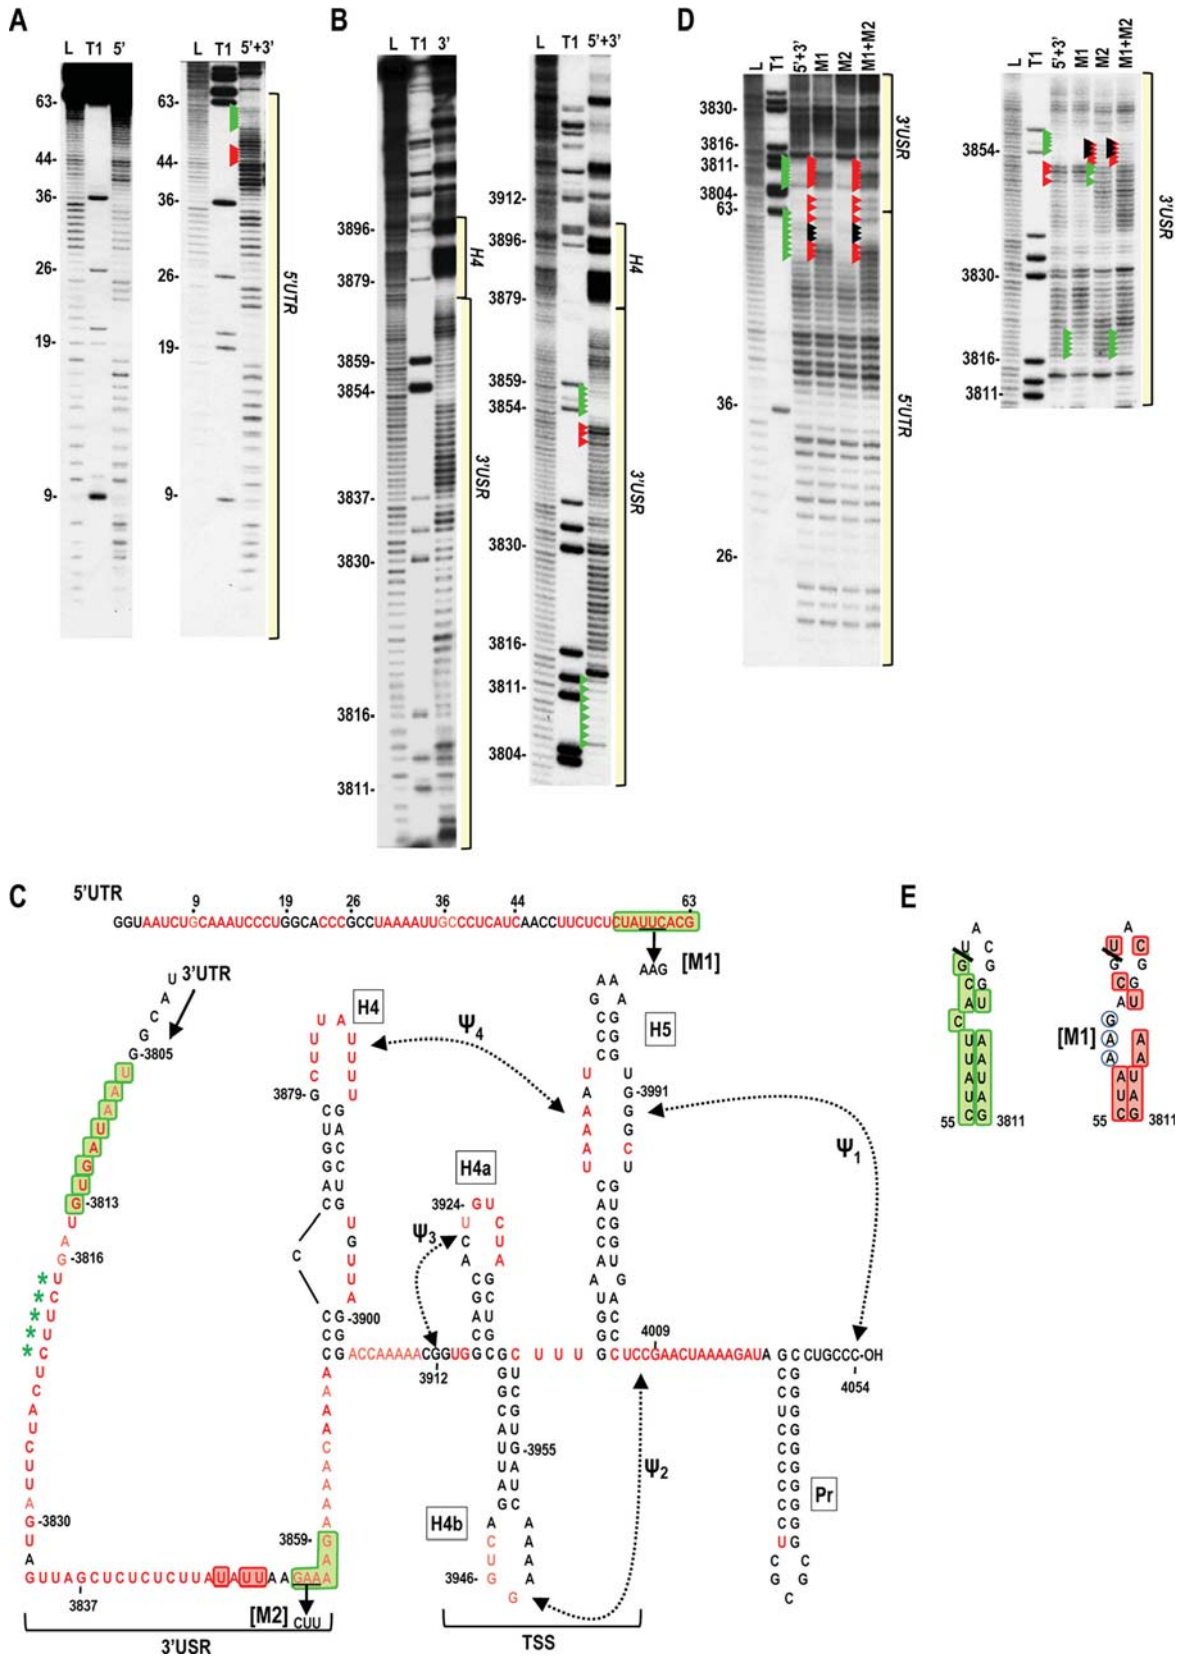 A
L T1 5'
63-
44-
36-
26-
19-
9-
L T1 5'+3'
63-
44-
36-
26-
19-
9-
5'UTR
B
L T1 3'
3896-
3879-
3859-
3854-
3837-
3830-
3816-
3811-
H4
3'USR
L T1 5'+3'
3912-
3896-
3879-
3859-
3854-
3830-
3816-
3811-
3804-
H4
3'USR
D
L T1 5'+3' M1 M2 M1+M2
3830-
3816-
3811-
3804-
63-
36-
26-
3'USR
5'UTR
L T1 5'+3' M1 M2 M1+M2
3854-
3830-
3816-
3811-
3'USR
C
5'UTR
9 19 26 36 44 63
GGUAAUCUGCAAAUCCCUGGCACCCGCCUAAAAUUGCCCUCAUCAACCUUCUCUCUAUUCACG
AAG [M1]
3'UTR
-3805
-3813
-3816
-3830
3837
GUUAGCUCUCUCUUAUAUUAAGAAA
[M2] CUU
3859-
3'USR
H4
3879-
-3900
ACCAAAAACGGUGG
3912
Ψ4
H4a
3924-
Ψ3
H4b
3946-
-3955
CUUUG
TSS
Ψ2
H5
-3991
Ψ1
4009
CUCCGAACUAAAAGAUA
GCCUGCCC-OH
4054
Pr
E
55 3811
[M1]
55 3811